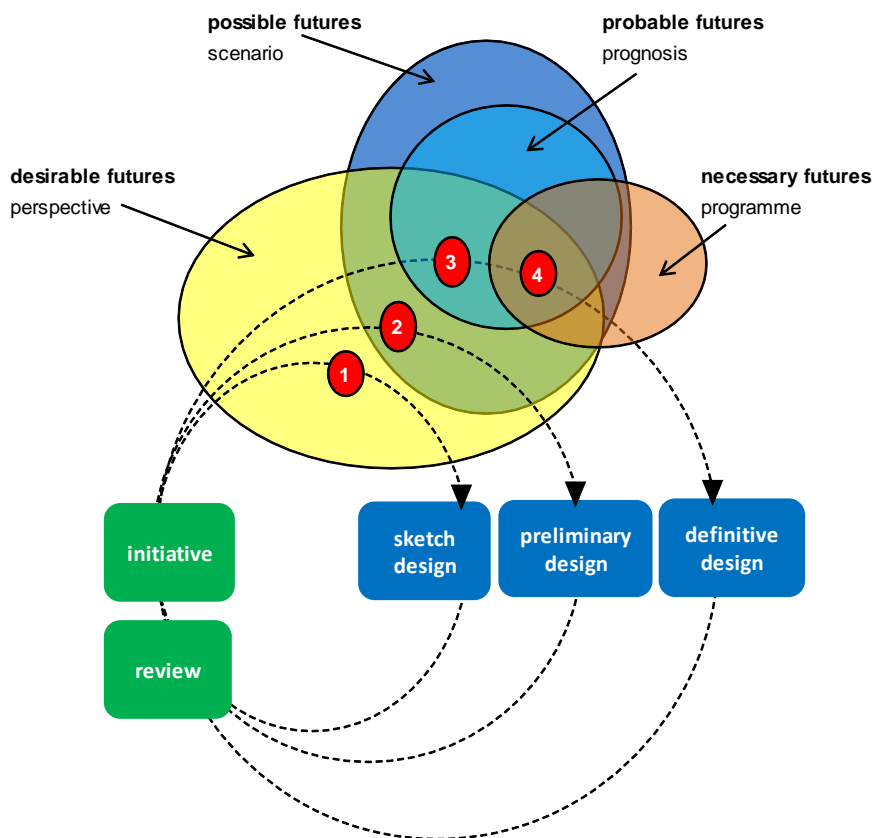 possible futures
scenario
probable futures
prognosis
desirable futures
perspective
necessary futures
programme
3
4
2
1
initiative
sketch
design
preliminary
design
definitive
design
review